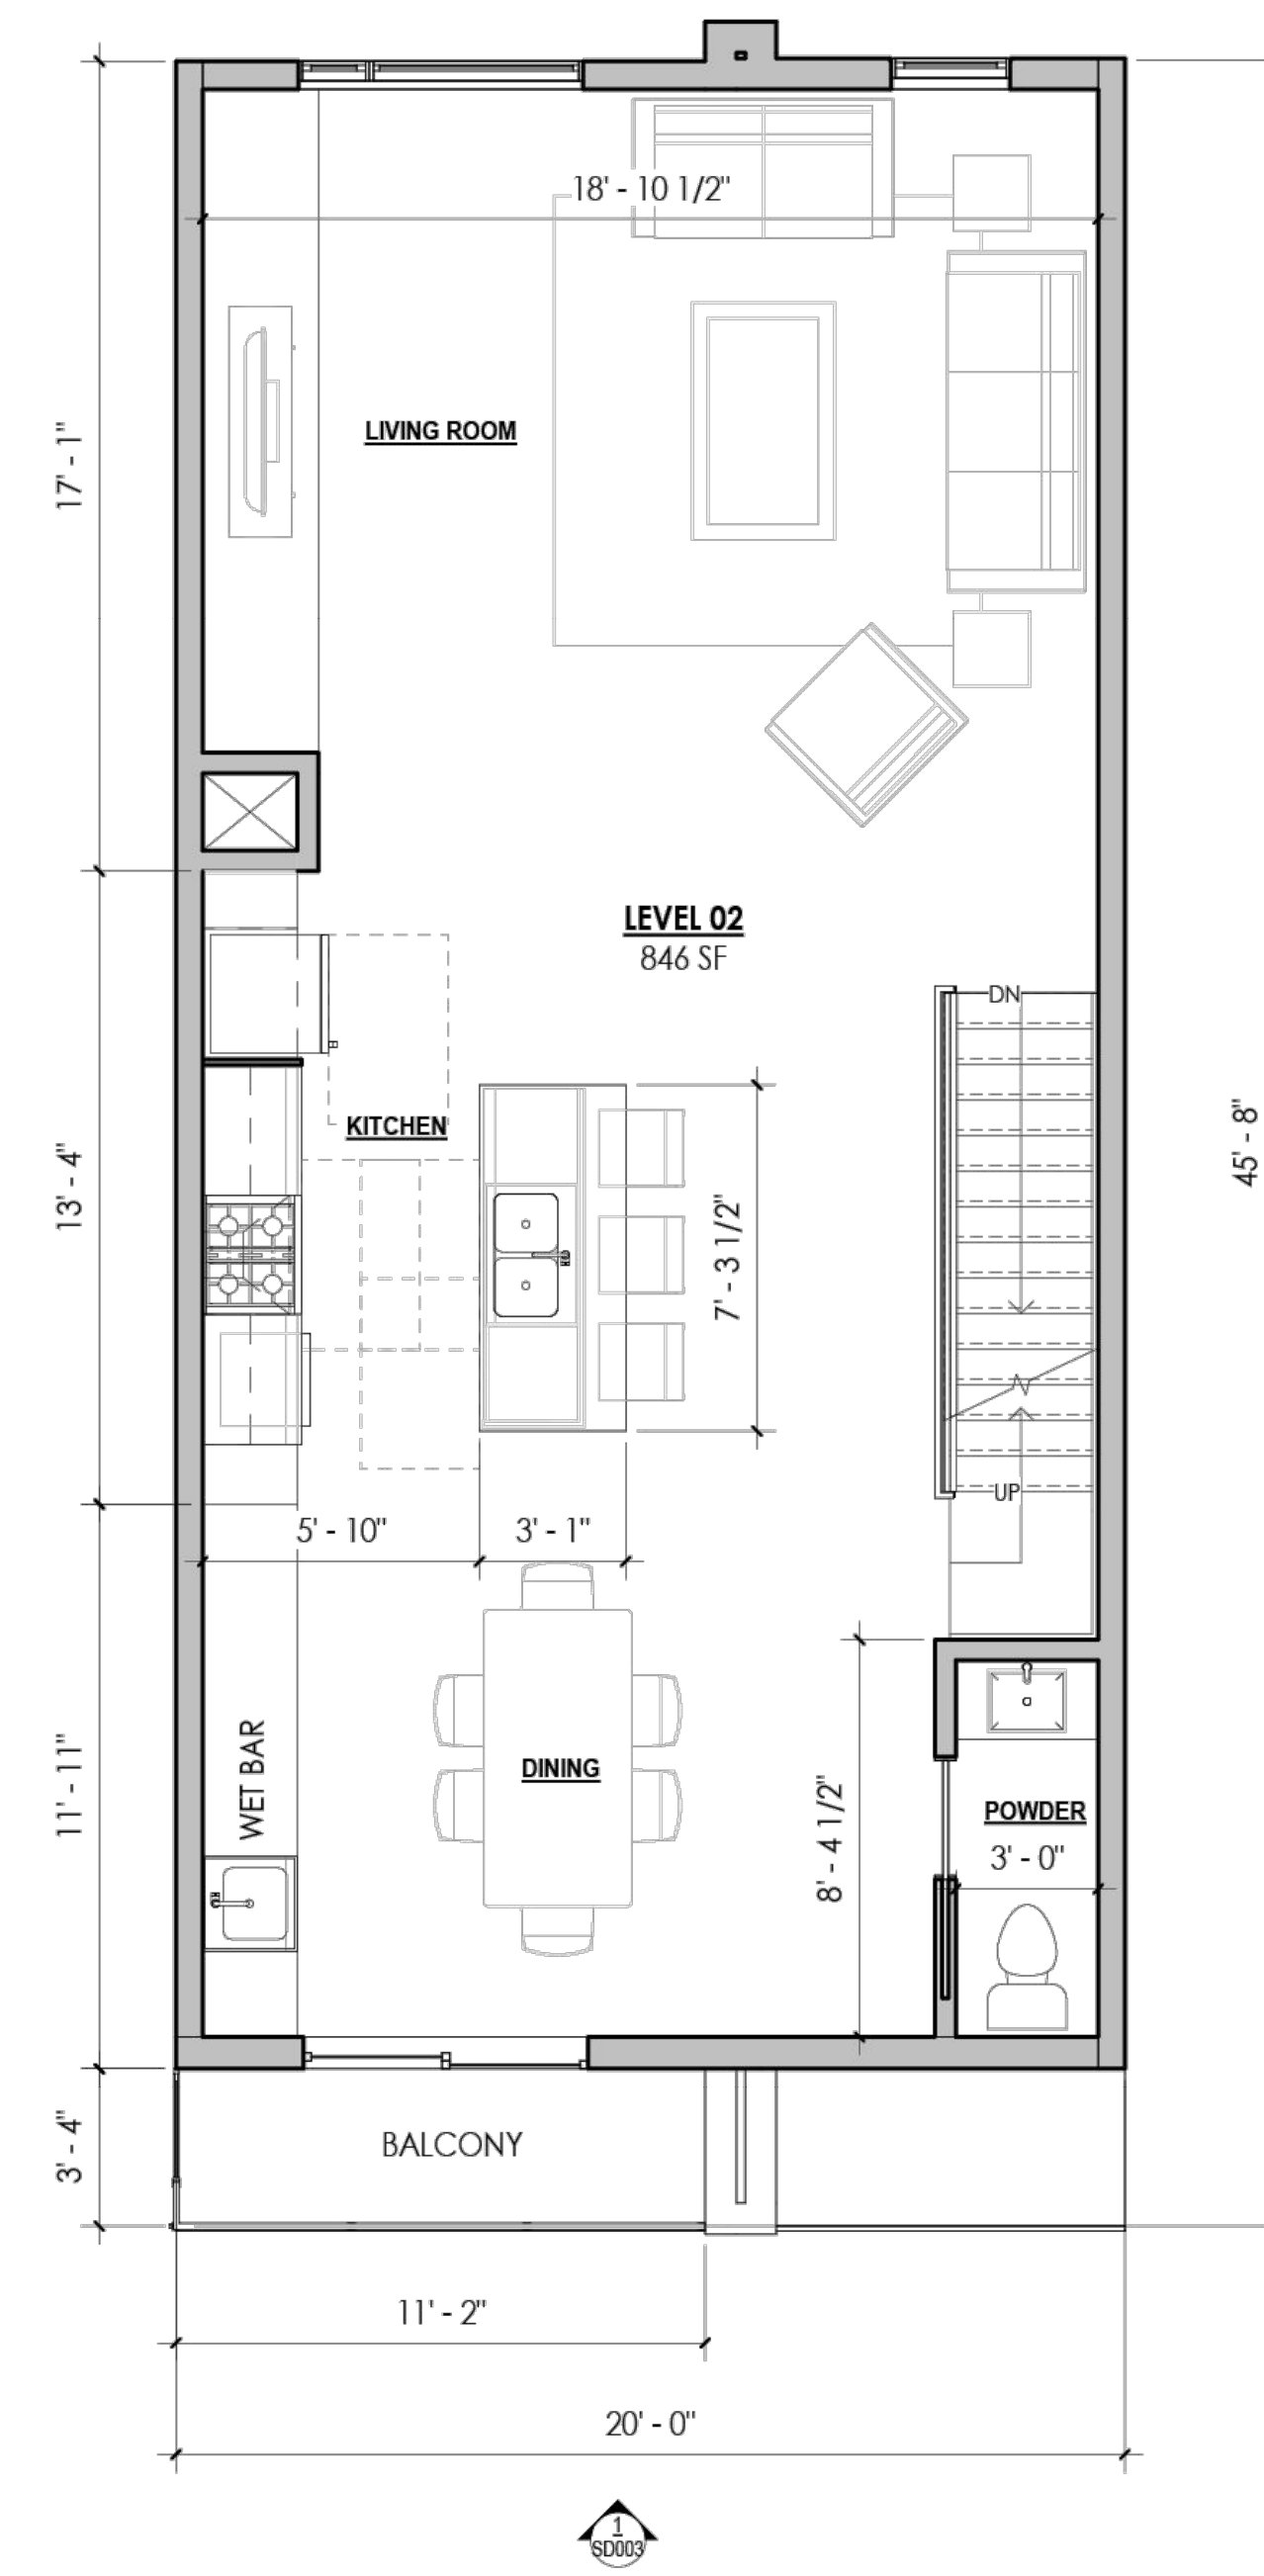 18' - 10 1/2"
LIVING ROOM
17' - 1"
LEVEL 02
846 SF
DN
KITCHEN
45' - 8"
13' - 4"
7' - 3 1/2"
UP
5' - 10"
3' - 1"
WET BAR
DINING
11' - 11"
8' - 4 1/2"
POWDER
3' - 0"
BALCONY
3' - 4"
11' - 2"
20' - 0"
1
SD003